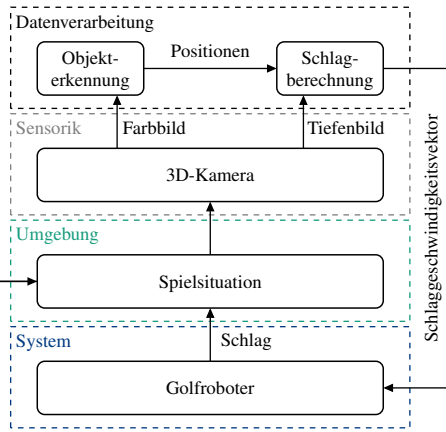 Datenverarbeitung
Objekt-
erkennung
Positionen
Schlag-
berechnung
Sensorik
Farbbild
Tiefenbild
3D-Kamera
Umgebung
Spielsituation
System
Schlag
Golfroboter
Schlaggeschwindigkeitsvektor